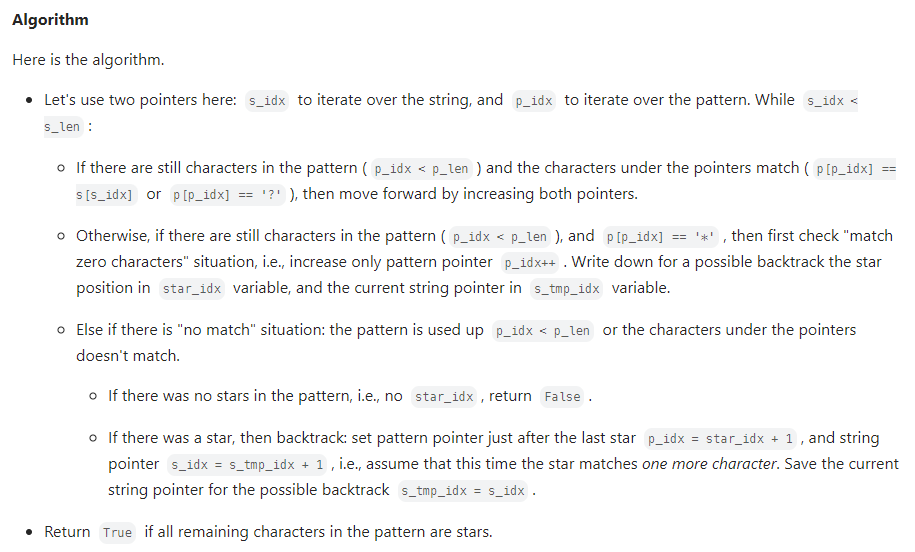 Algorithm
Here is the algorithm.
• Let's use two pointers here: s_idx to iterate over the string, and p_idx to iterate over the pattern. While s_idx <
s_len :
◦ If there are still characters in the pattern ( p_idx < p_len ) and the characters under the pointers match ( p[p_idx] ==
s[s_idx] or p[p_idx] == '?' ), then move forward by increasing both pointers.
◦ Otherwise, if there are still characters in the pattern ( p_idx < p_len ), and p[p_idx] == '*' , then first check "match
zero characters" situation, i.e., increase only pattern pointer p_idx++ . Write down for a possible backtrack the star
position in star_idx variable, and the current string pointer in s_tmp_idx variable.
◦ Else if there is "no match" situation: the pattern is used up p_idx < p_len or the characters under the pointers
doesn't match.
◦ If there was no stars in the pattern, i.e., no star_idx , return False .
◦ If there was a star, then backtrack: set pattern pointer just after the last star p_idx = star_idx + 1 , and string
pointer s_idx = s_tmp_idx + 1 , i.e., assume that this time the star matches one more character. Save the current
string pointer for the possible backtrack s_tmp_idx = s_idx .
• Return True if all remaining characters in the pattern are stars.